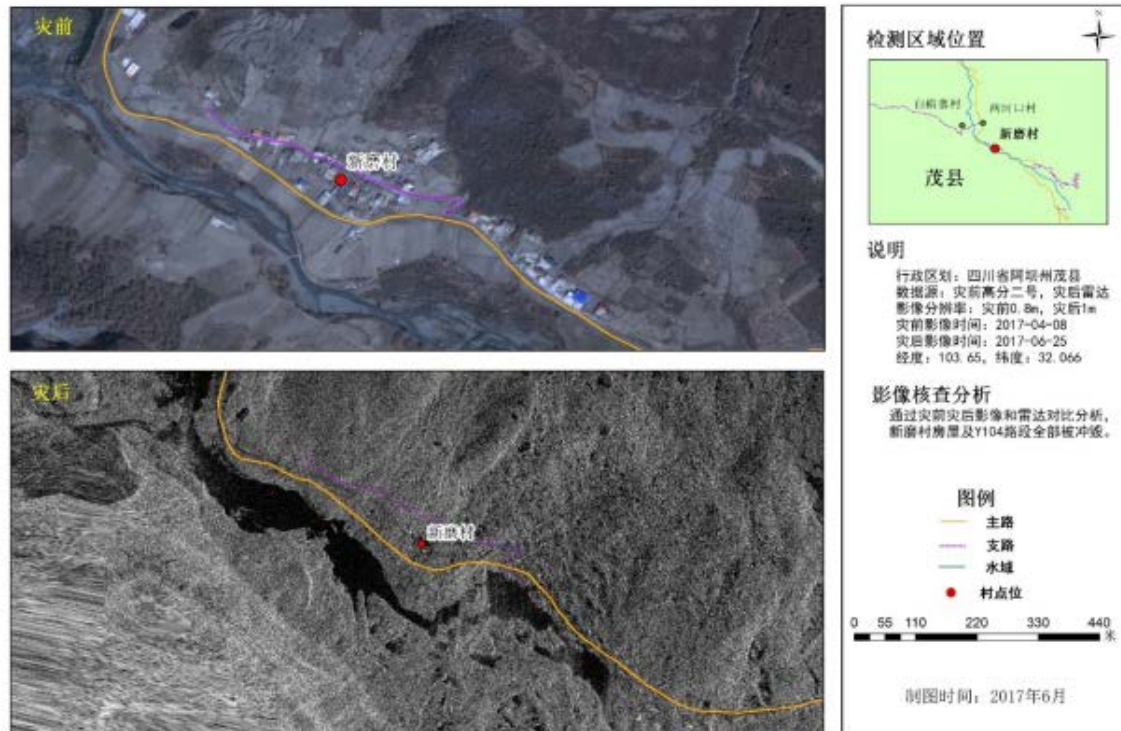 灾前
新磨村
灾后
新磨村
检测区域位置
N
两河口村
新磨村
茂县
说明
行政区划：四川省阿坝州茂县
数据源：灾前高分二号，灾后雷达
影像分辨率：灾前0.8m，灾后1m
灾前影像时间：2017-04-08
灾后影像时间：2017-06-25
经度：103.65，纬度：32.066
影像核查分析
通过灾前灾后影像和雷达对比分析，
新磨村房屋及Y104路段全部被冲毁。
图例
主路
支路
水域
村点位
0 55 110 220 330 440
米
制图时间：2017年6月